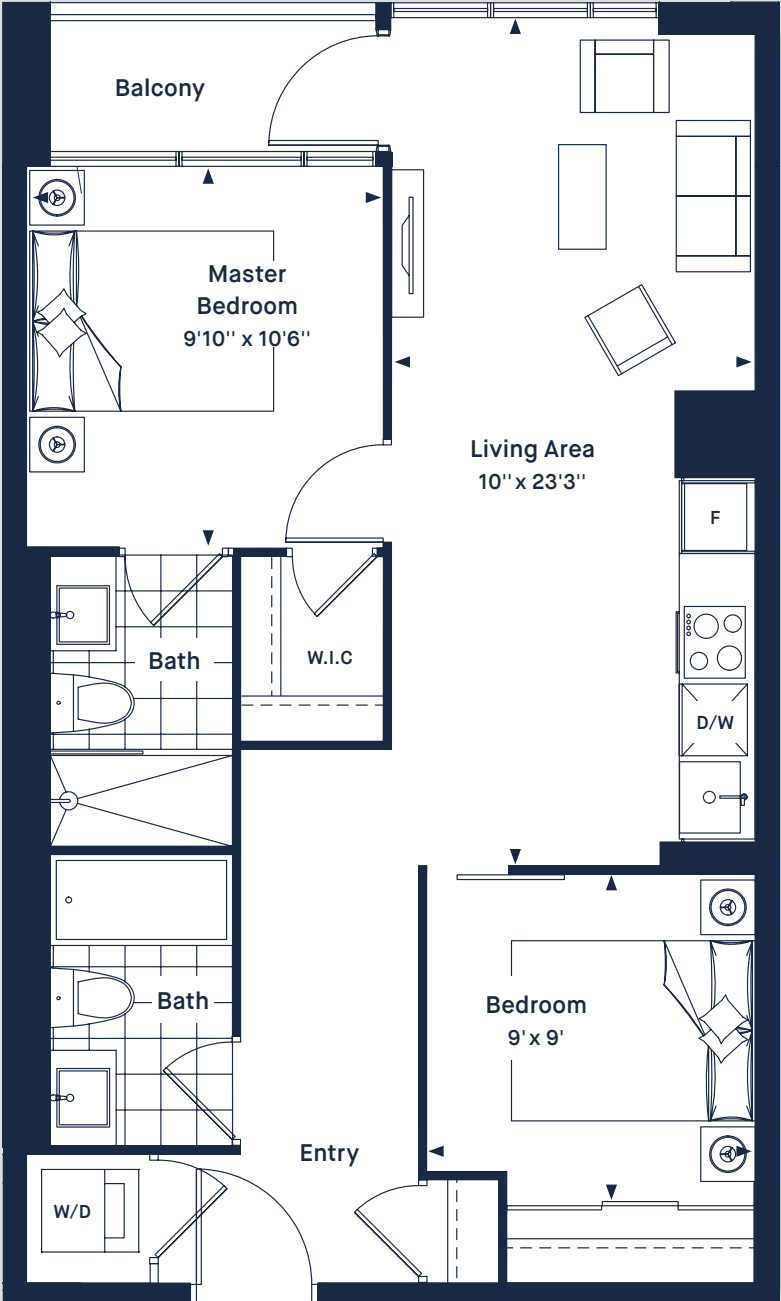 Balcony
Master
Bedroom
9'10'' x 10'6''
Living Area
10'' x 23'3''
F
Bath
W.I.C
D/W
Bath
Bedroom
9' x 9'
Entry
W/D